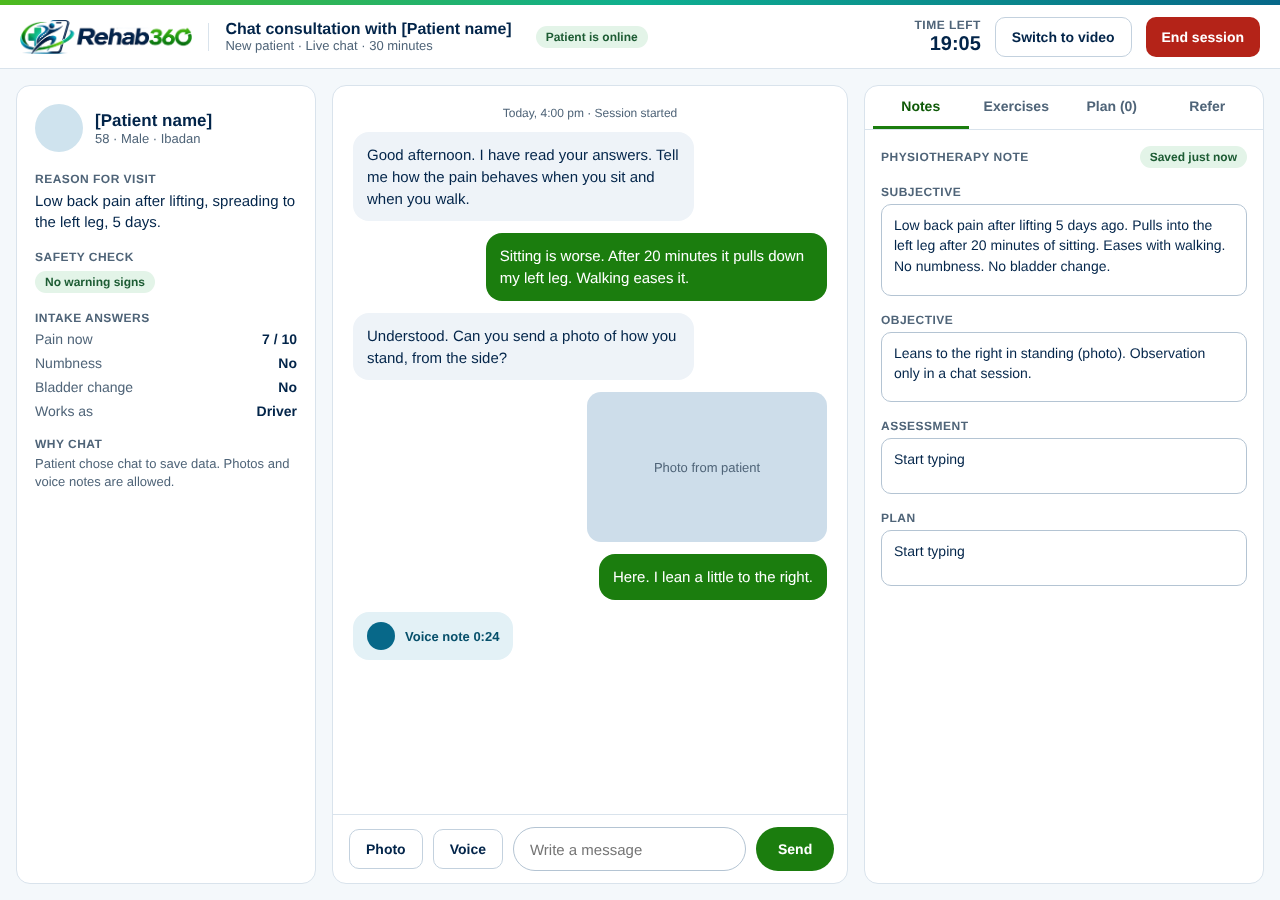 Rehab360
Chat consultation with [Patient name]
New patient · Live chat · 30 minutes
Patient is online
TIME LEFT
19:05
Switch to video
End session
[Patient name]
58 · Male · Ibadan
REASON FOR VISIT
Low back pain after lifting, spreading to
the left leg, 5 days.
SAFETY CHECK
No warning signs
INTAKE ANSWERS
Pain now 7 / 10
Numbness No
Bladder change No
Works as Driver
WHY CHAT
Patient chose chat to save data. Photos and
voice notes are allowed.
Today, 4:00 pm · Session started
Good afternoon. I have read your answers. Tell
me how the pain behaves when you sit and
when you walk.
Sitting is worse. After 20 minutes it pulls down
my left leg. Walking eases it.
Understood. Can you send a photo of how you
stand, from the side?
Photo from patient
Here. I lean a little to the right.
Voice note 0:24
Photo
Voice
Write a message
Send
Notes
Exercises
Plan (0)
Refer
PHYSIOTHERAPY NOTE
Saved just now
SUBJECTIVE
Low back pain after lifting 5 days ago. Pulls into the
left leg after 20 minutes of sitting. Eases with walking.
No numbness. No bladder change.
OBJECTIVE
Leans to the right in standing (photo). Observation
only in a chat session.
ASSESSMENT
Start typing
PLAN
Start typing